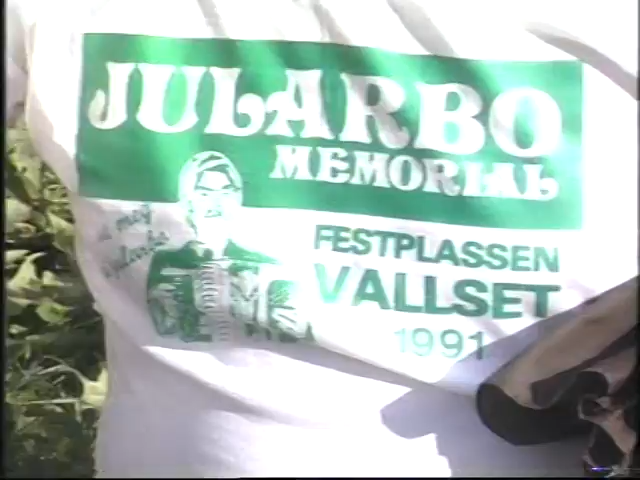 JULARBO
MEMORIAL
FESTPLASSEN
VALLSET
1991